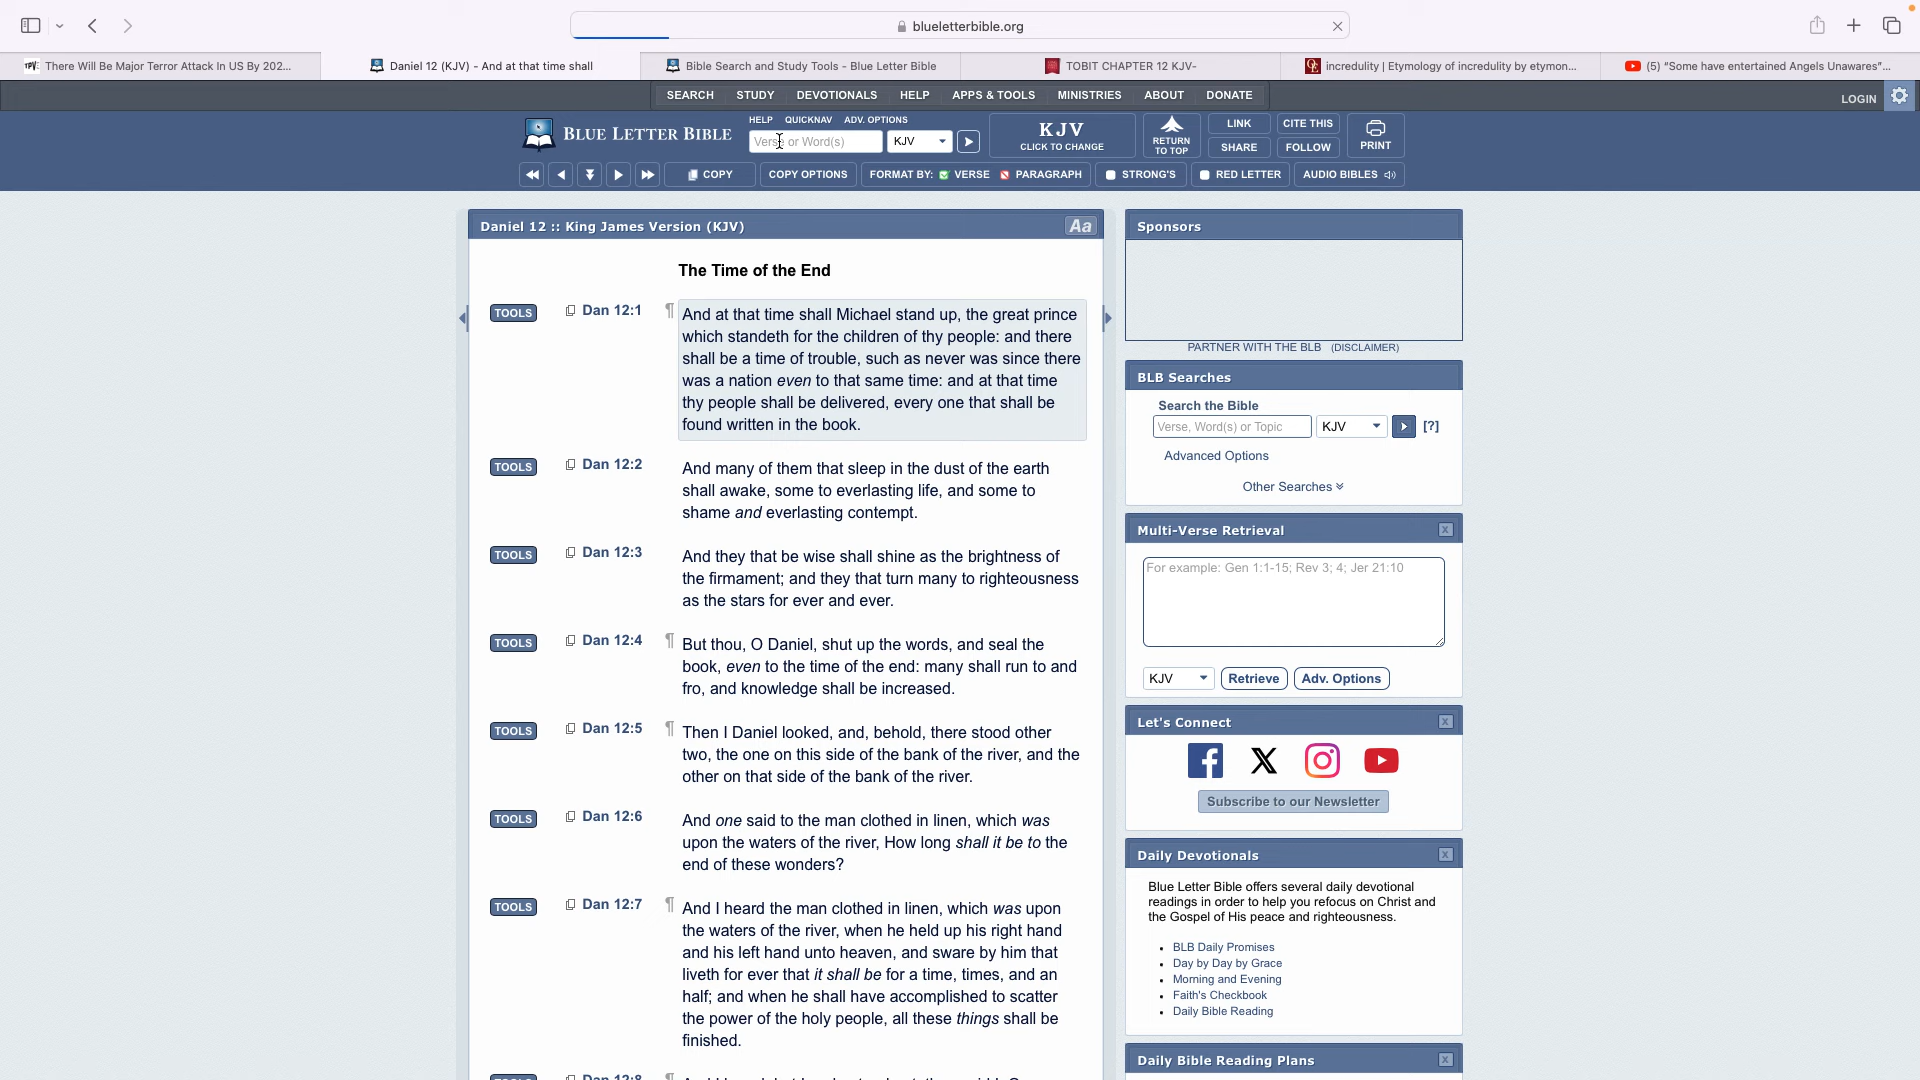 blueletterbible.org
There Will Be Major Terror Attack In US By 202...
Daniel 12 (KJV) - And at that time shall
Bible Search and Study Tools - Blue Letter Bible
TOBIT CHAPTER 12 KJV-
incredulity | Etymology of incredulity by etymon...
(5) "Some have entertained Angels Unawares"...
SEARCH STUDY DEVOTIONALS HELP APPS & TOOLS MINISTRIES ABOUT DONATE
LOGIN
BLUE LETTER BIBLE
HELP QUICKNAV ADV. OPTIONS
Verse or Word(s)
KJV
KJV
CLICK TO CHANGE
RETURN
TO TOP
LINK
CITE THIS
SHARE
FOLLOW
PRINT
COPY
COPY OPTIONS
FORMAT BY: VERSE PARAGRAPH
STRONG'S
RED LETTER
AUDIO BIBLES
Daniel 12 :: King James Version (KJV)
Aa
The Time of the End
TOOLS
Dan 12:1
¶ And at that time shall Michael stand up, the great prince
which standeth for the children of thy people: and there
shall be a time of trouble, such as never was since there
was a nation even to that same time: and at that time
thy people shall be delivered, every one that shall be
found written in the book.
TOOLS
Dan 12:2
And many of them that sleep in the dust of the earth
shall awake, some to everlasting life, and some to
shame and everlasting contempt.
TOOLS
Dan 12:3
And they that be wise shall shine as the brightness of
the firmament; and they that turn many to righteousness
as the stars for ever and ever.
TOOLS
Dan 12:4
¶ But thou, O Daniel, shut up the words, and seal the
book, even to the time of the end: many shall run to and
fro, and knowledge shall be increased.
TOOLS
Dan 12:5
¶ Then I Daniel looked, and, behold, there stood other
two, the one on this side of the bank of the river, and the
other on that side of the bank of the river.
TOOLS
Dan 12:6
And one said to the man clothed in linen, which was
upon the waters of the river, How long shall it be to the
end of these wonders?
TOOLS
Dan 12:7
¶ And I heard the man clothed in linen, which was upon
the waters of the river, when he held up his right hand
and his left hand unto heaven, and sware by him that
liveth for ever that it shall be for a time, times, and an
half; and when he shall have accomplished to scatter
the power of the holy people, all these things shall be
finished.
TOOLS
Dan 12:8
Sponsors
PARTNER WITH THE BLB (DISCLAIMER)
BLB Searches
Search the Bible
Verse, Word(s) or Topic
KJV
[?]
Advanced Options
Other Searches
Multi-Verse Retrieval
For example: Gen 1:1-15; Rev 3; 4; Jer 21:10
KJV
Retrieve
Adv. Options
Let's Connect
Subscribe to our Newsletter
Daily Devotionals
Blue Letter Bible offers several daily devotional
readings in order to help you refocus on Christ and
the Gospel of His peace and righteousness.
BLB Daily Promises
Day by Day by Grace
Morning and Evening
Faith's Checkbook
Daily Bible Reading
Daily Bible Reading Plans